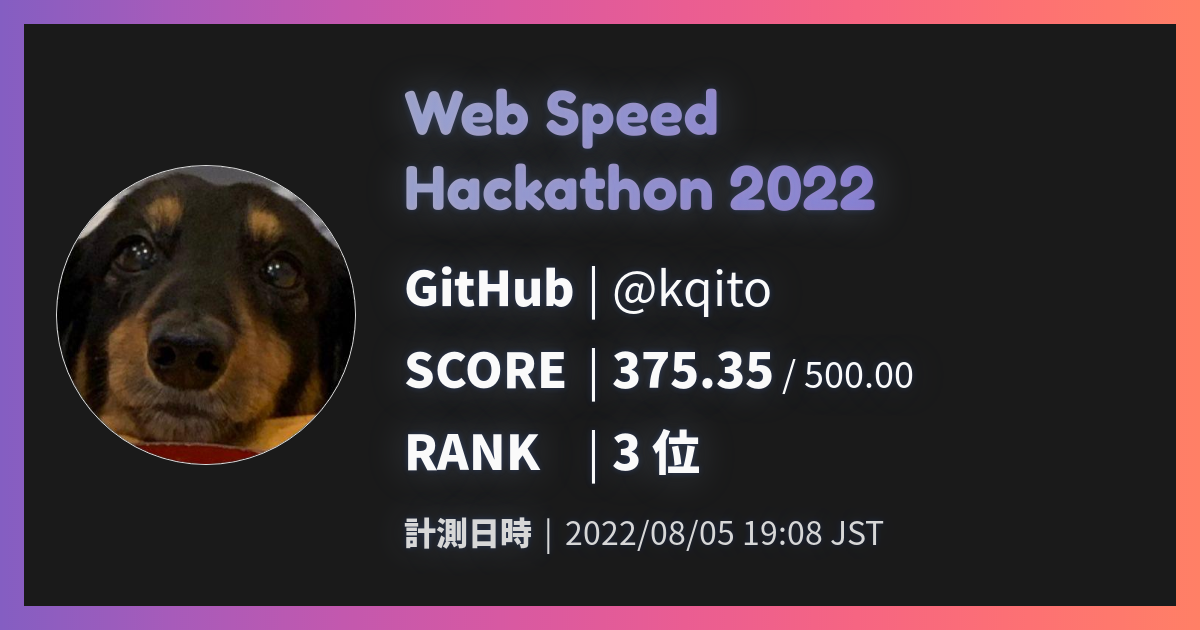 Web Speed
Hackathon 2022
GitHub | @kqito
SCORE | 375.35 / 500.00
RANK | 3 位
計測日時 | 2022/08/05 19:08 JST